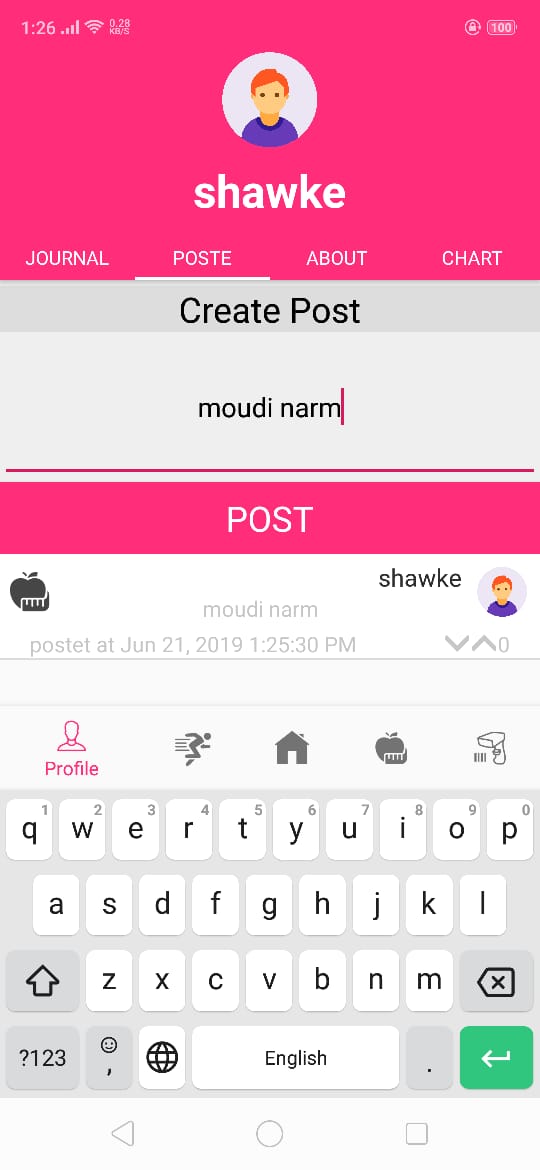 1:26 0.28 KB/S 100
shawke
JOURNAL POSTE ABOUT CHART
Create Post
moudi narm
POST
shawke
moudi narm
postet at Jun 21, 2019 1:25:30 PM 0
Profile
q 1 w 2 e 3 r 4 t 5 y 6 u 7 i 8 o 9 p 0
a s d f g h j k l
z x c v b n m
?123 , English .